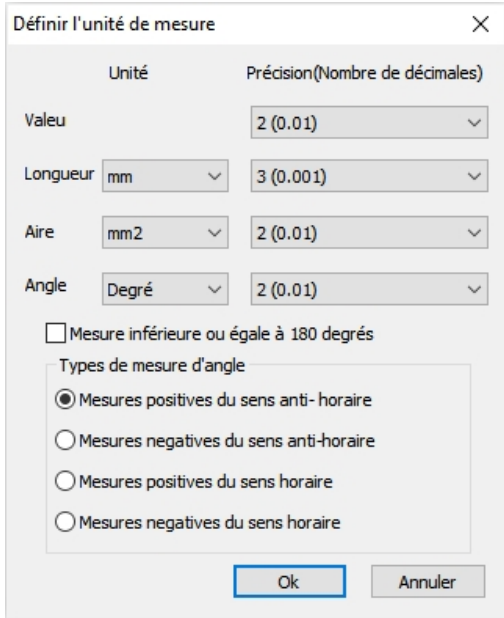 Définir l'unité de mesure
Unité Précision(Nombre de décimales)
Valeu 2 (0.01)
Longueur mm 3 (0.001)
Aire mm2 2 (0.01)
Angle Degré 2 (0.01)
Mesure inférieure ou égale à 180 degrés
Types de mesure d'angle
Mesures positives du sens anti- horaire
Mesures negatives du sens anti-horaire
Mesures positives du sens horaire
Mesures negatives du sens horaire
Ok Annuler